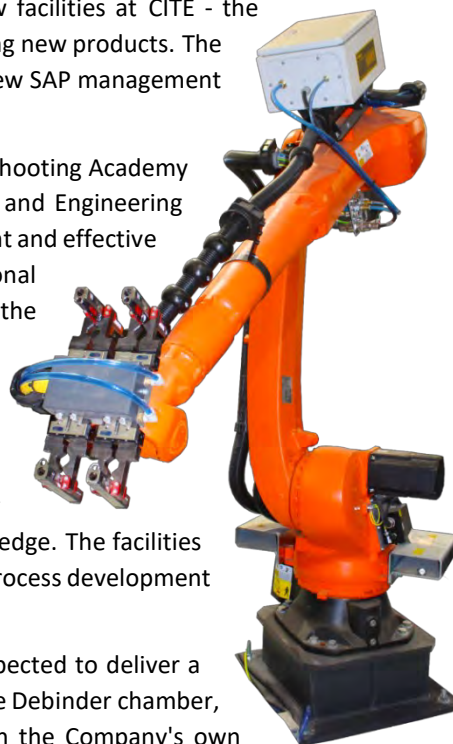 w facilities at CITE - the
ng new products. The
ew SAP management
hooting Academy
and Engineering
nt and effective
onal
the
edge. The facilities
rocess development
pected to deliver a
e Debinder chamber,
n the Company's own